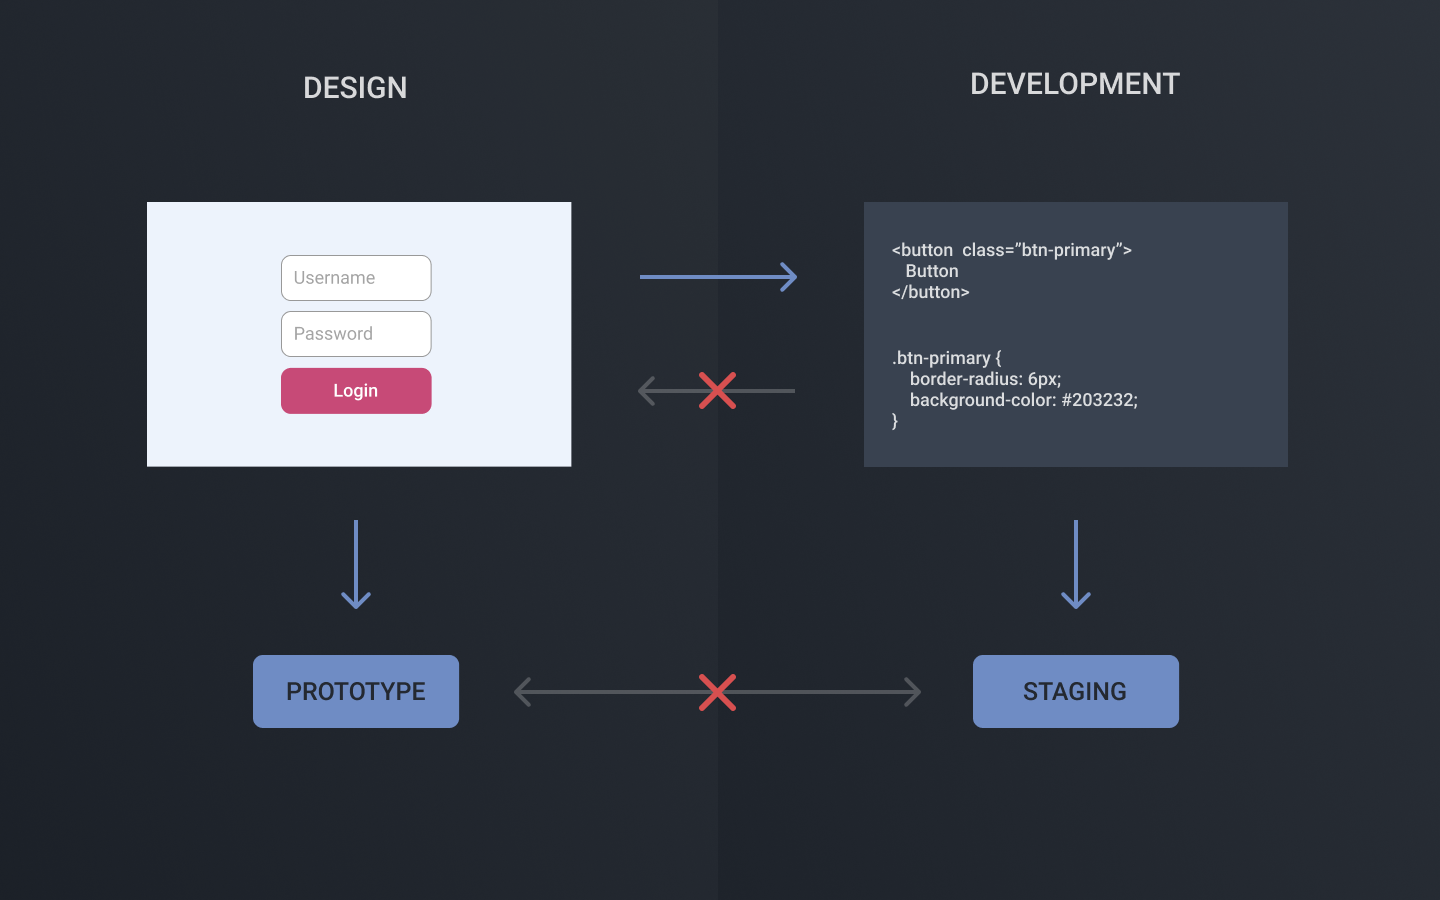 DESIGN
DEVELOPMENT
Username
Password
Login
<button  class=”btn-primary”>
Button
</button>
.btn-primary {
border-radius: 6px;
background-color: #203232;
}
PROTOTYPE
STAGING